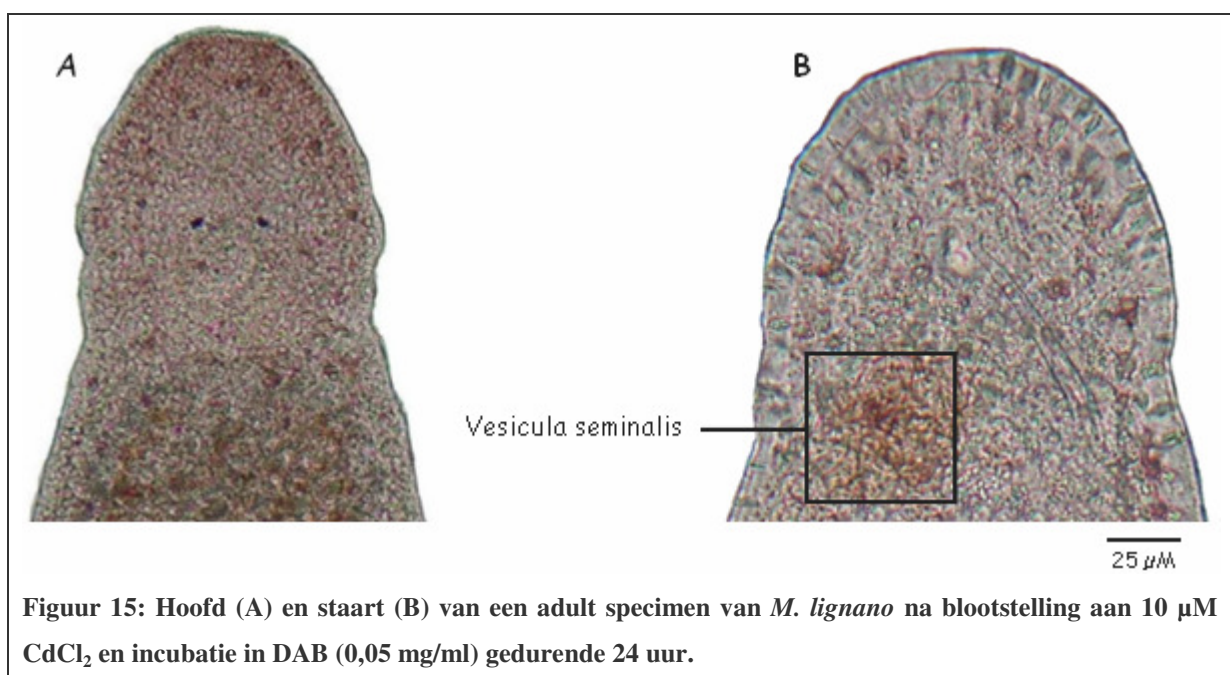 A
B
Vesicula seminalis
25 µM
Figuur 15: Hoofd (A) en staart (B) van een adult specimen van M. lignano na blootstelling aan 10 µM
CdCl₂ en incubatie in DAB (0,05 mg/ml) gedurende 24 uur.